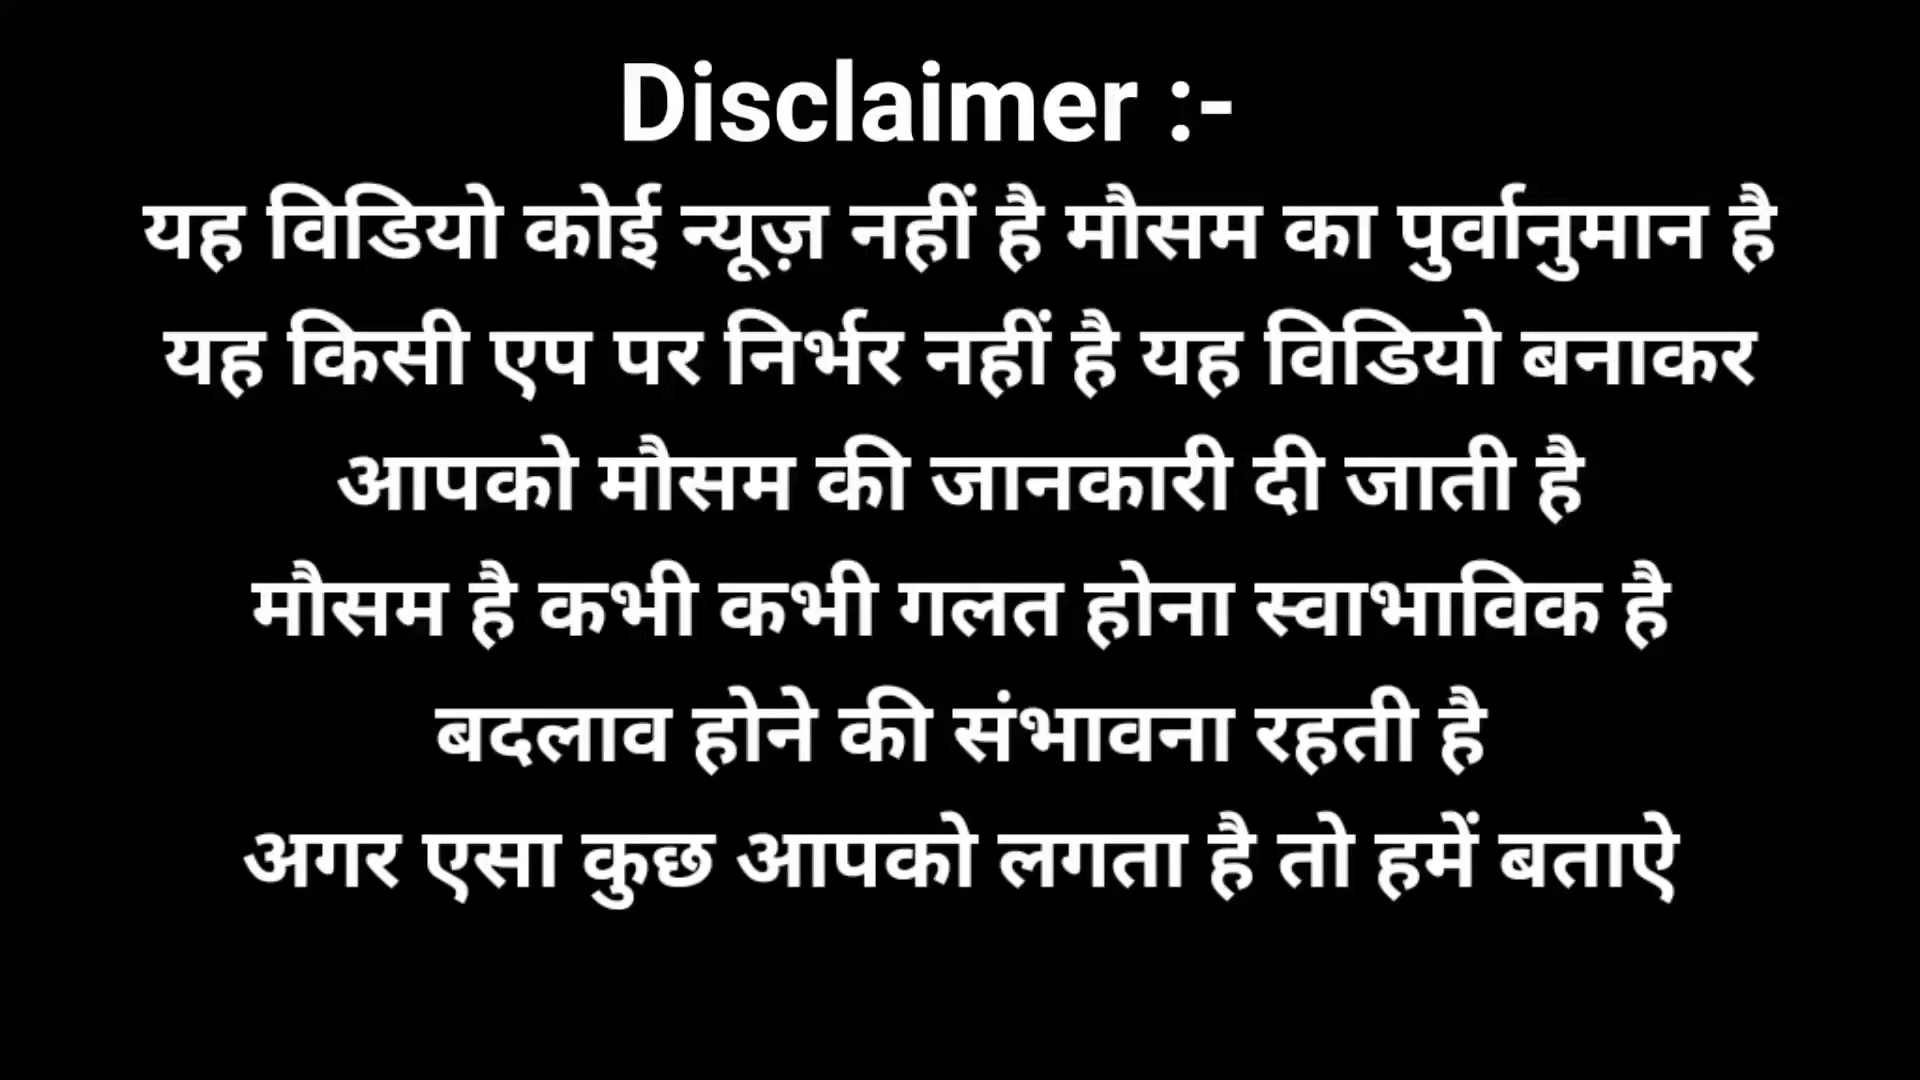 Disclaimer :-
यह विडियो कोई न्यूज़ नहीं है मौसम का पुर्वानुमान है
यह किसी एप पर निर्भर नहीं है यह विडियो बनाकर
आपको मौसम की जानकारी दी जाती है
मौसम है कभी कभी गलत होना स्वाभाविक है
बदलाव होने की संभावना रहती है
अगर एसा कुछ आपको लगता है तो हमें बताऐ